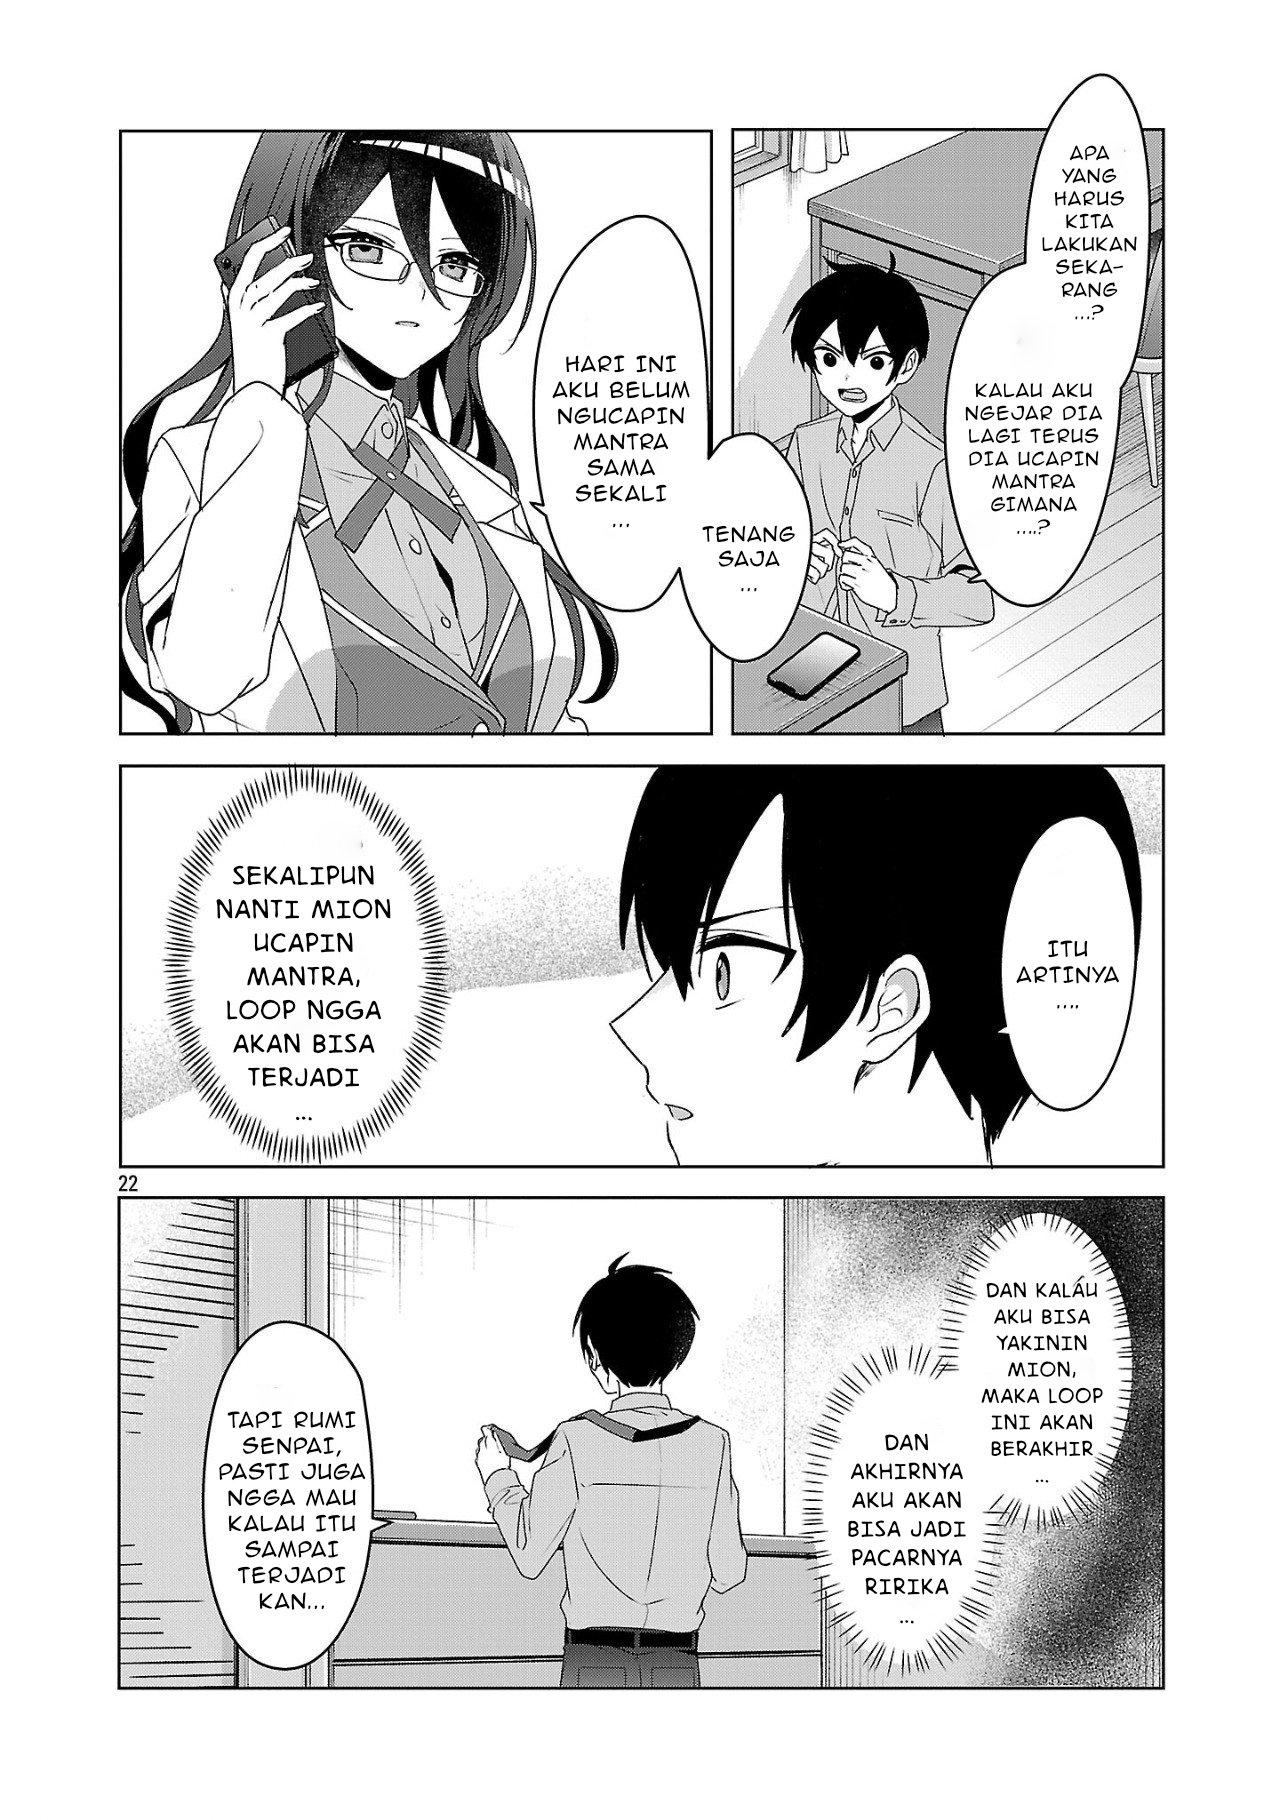 APA
YANG
HARUS
KITA
LAKUKAN
SEKA-
RANG
...?
KALAU AKU
NGEJAR DIA
LAGI TERUS
DIA UCAPIN
MANTRA
GIMANA
....?
TENANG
SAJA
...
HARI INI
AKU BELUM
NGUCAPIN
MANTRA
SAMA
SEKALI
...
ITU
ARTINYA
....
SEKALIPUN
NANTI MION
UCAPIN
MANTRA,
LOOP NGGA
AKAN BISA
TERJADI
...
22
DAN KALAU
AKU BISA
YAKININ
MION,
MAKA LOOP
INI AKAN
BERAKHIR
...
DAN
AKHIRNYA
AKU AKAN
BISA JADI
PACARNYA
RIRIKA
...
TAPI RUMI
SENPAI,
PASTI JUGA
NGGA MAU
KALAU ITU
SAMPAI
TERJADI
KAN...